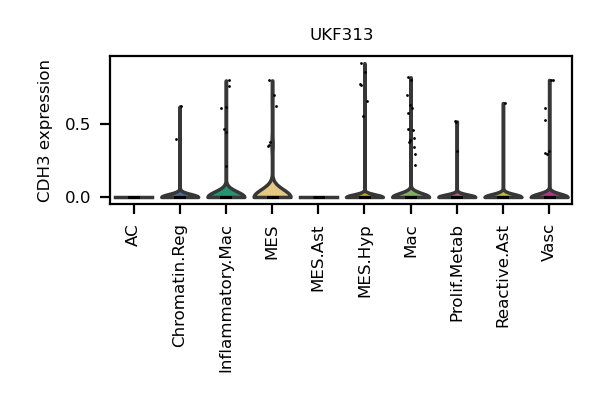 UKF313
CDH3 expression
0.5
0.0
AC
Chromatin.Reg
Inflammatory.Mac
MES
MES.Ast
MES.Hyp
Mac
Prolif.Metab
Reactive.Ast
Vasc